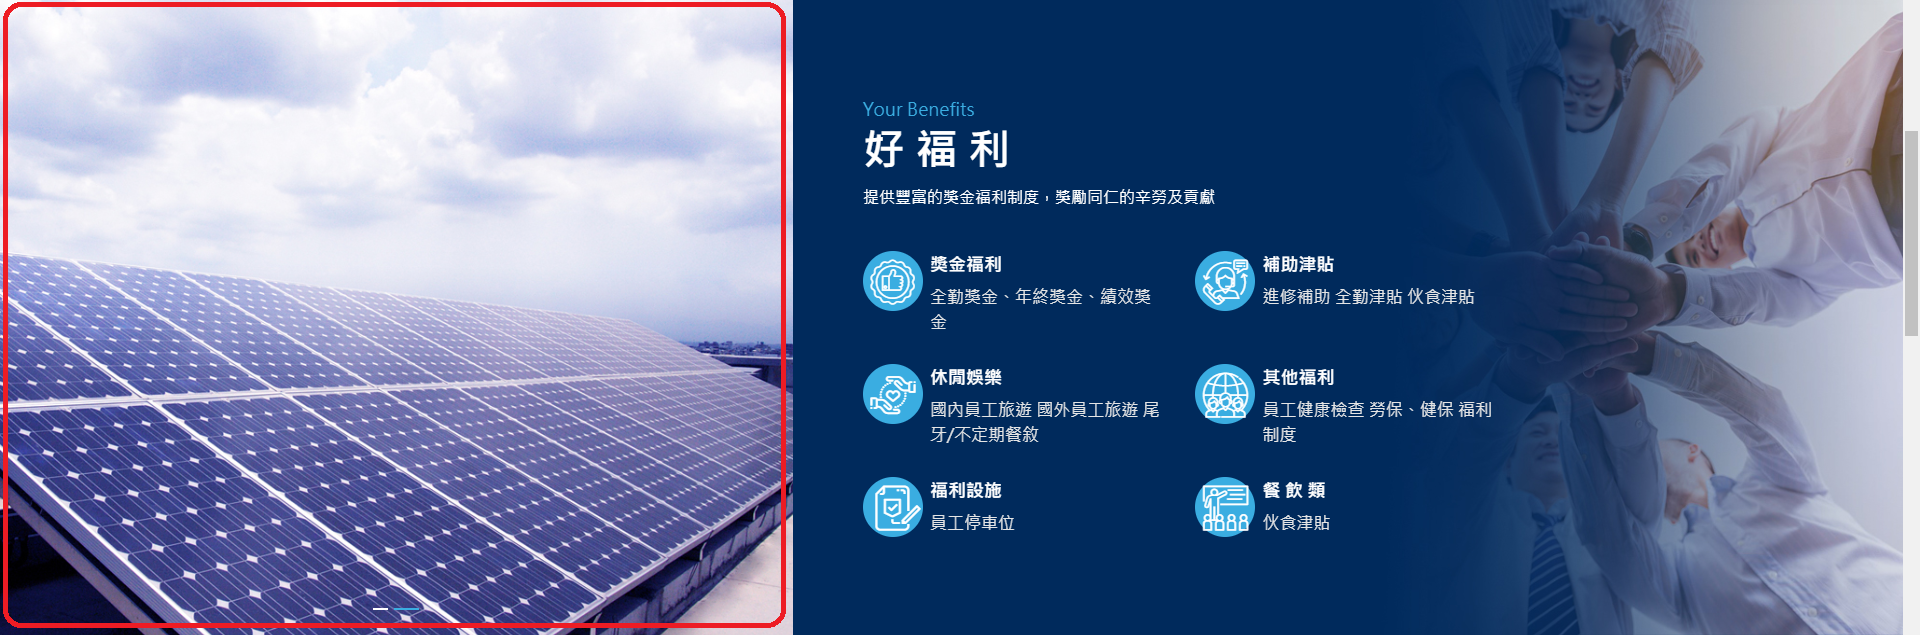 Your Benefits
好福利
提供豐富的獎金福利制度，獎勵同仁的辛勞及貢獻
獎金福利
全勤獎金、年終獎金、績效獎
金
補助津貼
進修補助 全勤津貼 伙食津貼
休閒娛樂
國內員工旅遊 國外員工旅遊 尾
牙/不定期餐敘
其他福利
員工健康檢查 勞保、健保 福利
制度
福利設施
員工停車位
餐 飲 類
伙食津貼